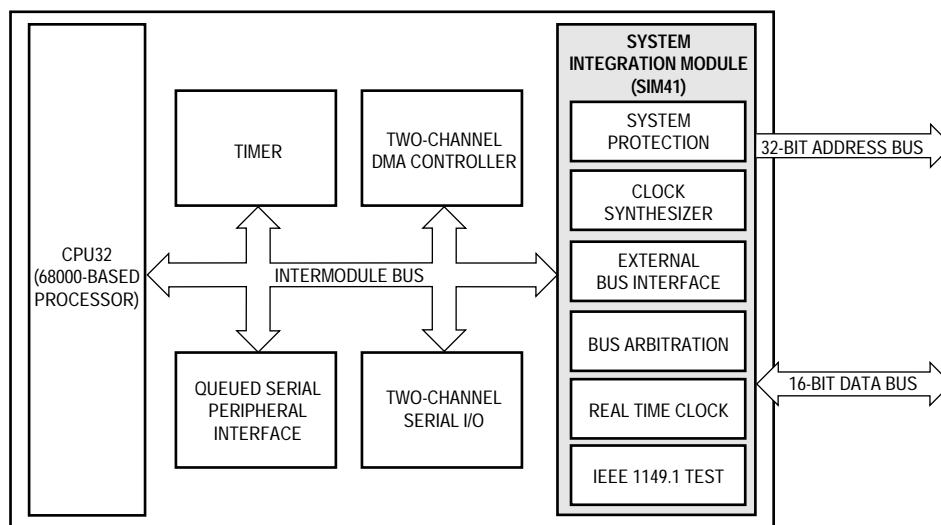 CPU32
(68000-BASED
PROCESSOR)
TIMER
TWO-CHANNEL
DMA CONTROLLER
INTERMODULE BUS
QUEUED SERIAL
PERIPHERAL
INTERFACE
TWO-CHANNEL
SERIAL I/O
SYSTEM
INTEGRATION MODULE
(SIM41)
SYSTEM
PROTECTION
CLOCK
SYNTHESIZER
EXTERNAL
BUS INTERFACE
BUS ARBITRATION
REAL TIME CLOCK
IEEE 1149.1 TEST
32-BIT ADDRESS BUS
16-BIT DATA BUS